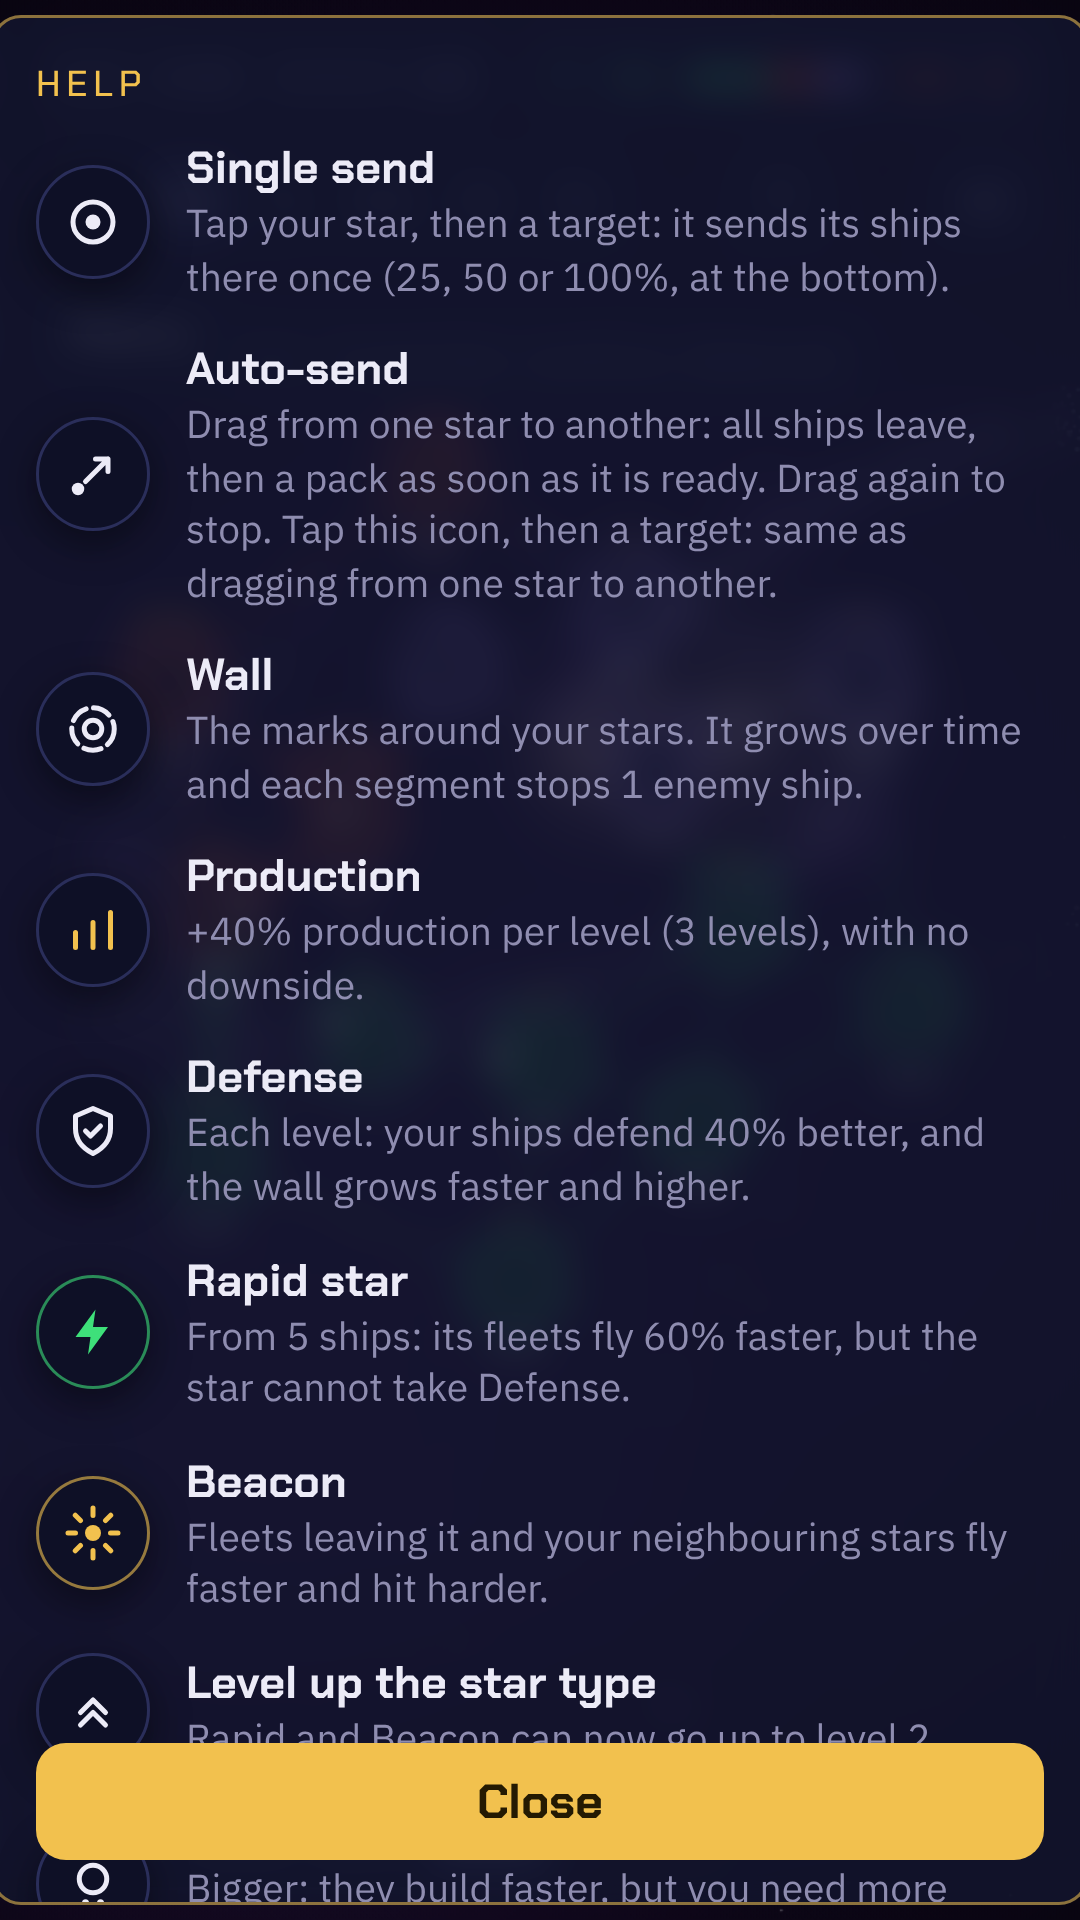 HELP
Single send
Tap your star, then a target: it sends its ships
there once (25, 50 or 100%, at the bottom).
Auto-send
Drag from one star to another: all ships leave,
then a pack as soon as it is ready. Drag again to
stop. Tap this icon, then a target: same as
dragging from one star to another.
Wall
The marks around your stars. It grows over time
and each segment stops 1 enemy ship.
Production
+40% production per level (3 levels), with no
downside.
Defense
Each level: your ships defend 40% better, and
the wall grows faster and higher.
Rapid star
From 5 ships: its fleets fly 60% faster, but the
star cannot take Defense.
Beacon
Fleets leaving it and your neighbouring stars fly
faster and hit harder.
Level up the star type
Rapid and Beacon can now go up to level 2
Close
Bigger: they build faster, but you need more